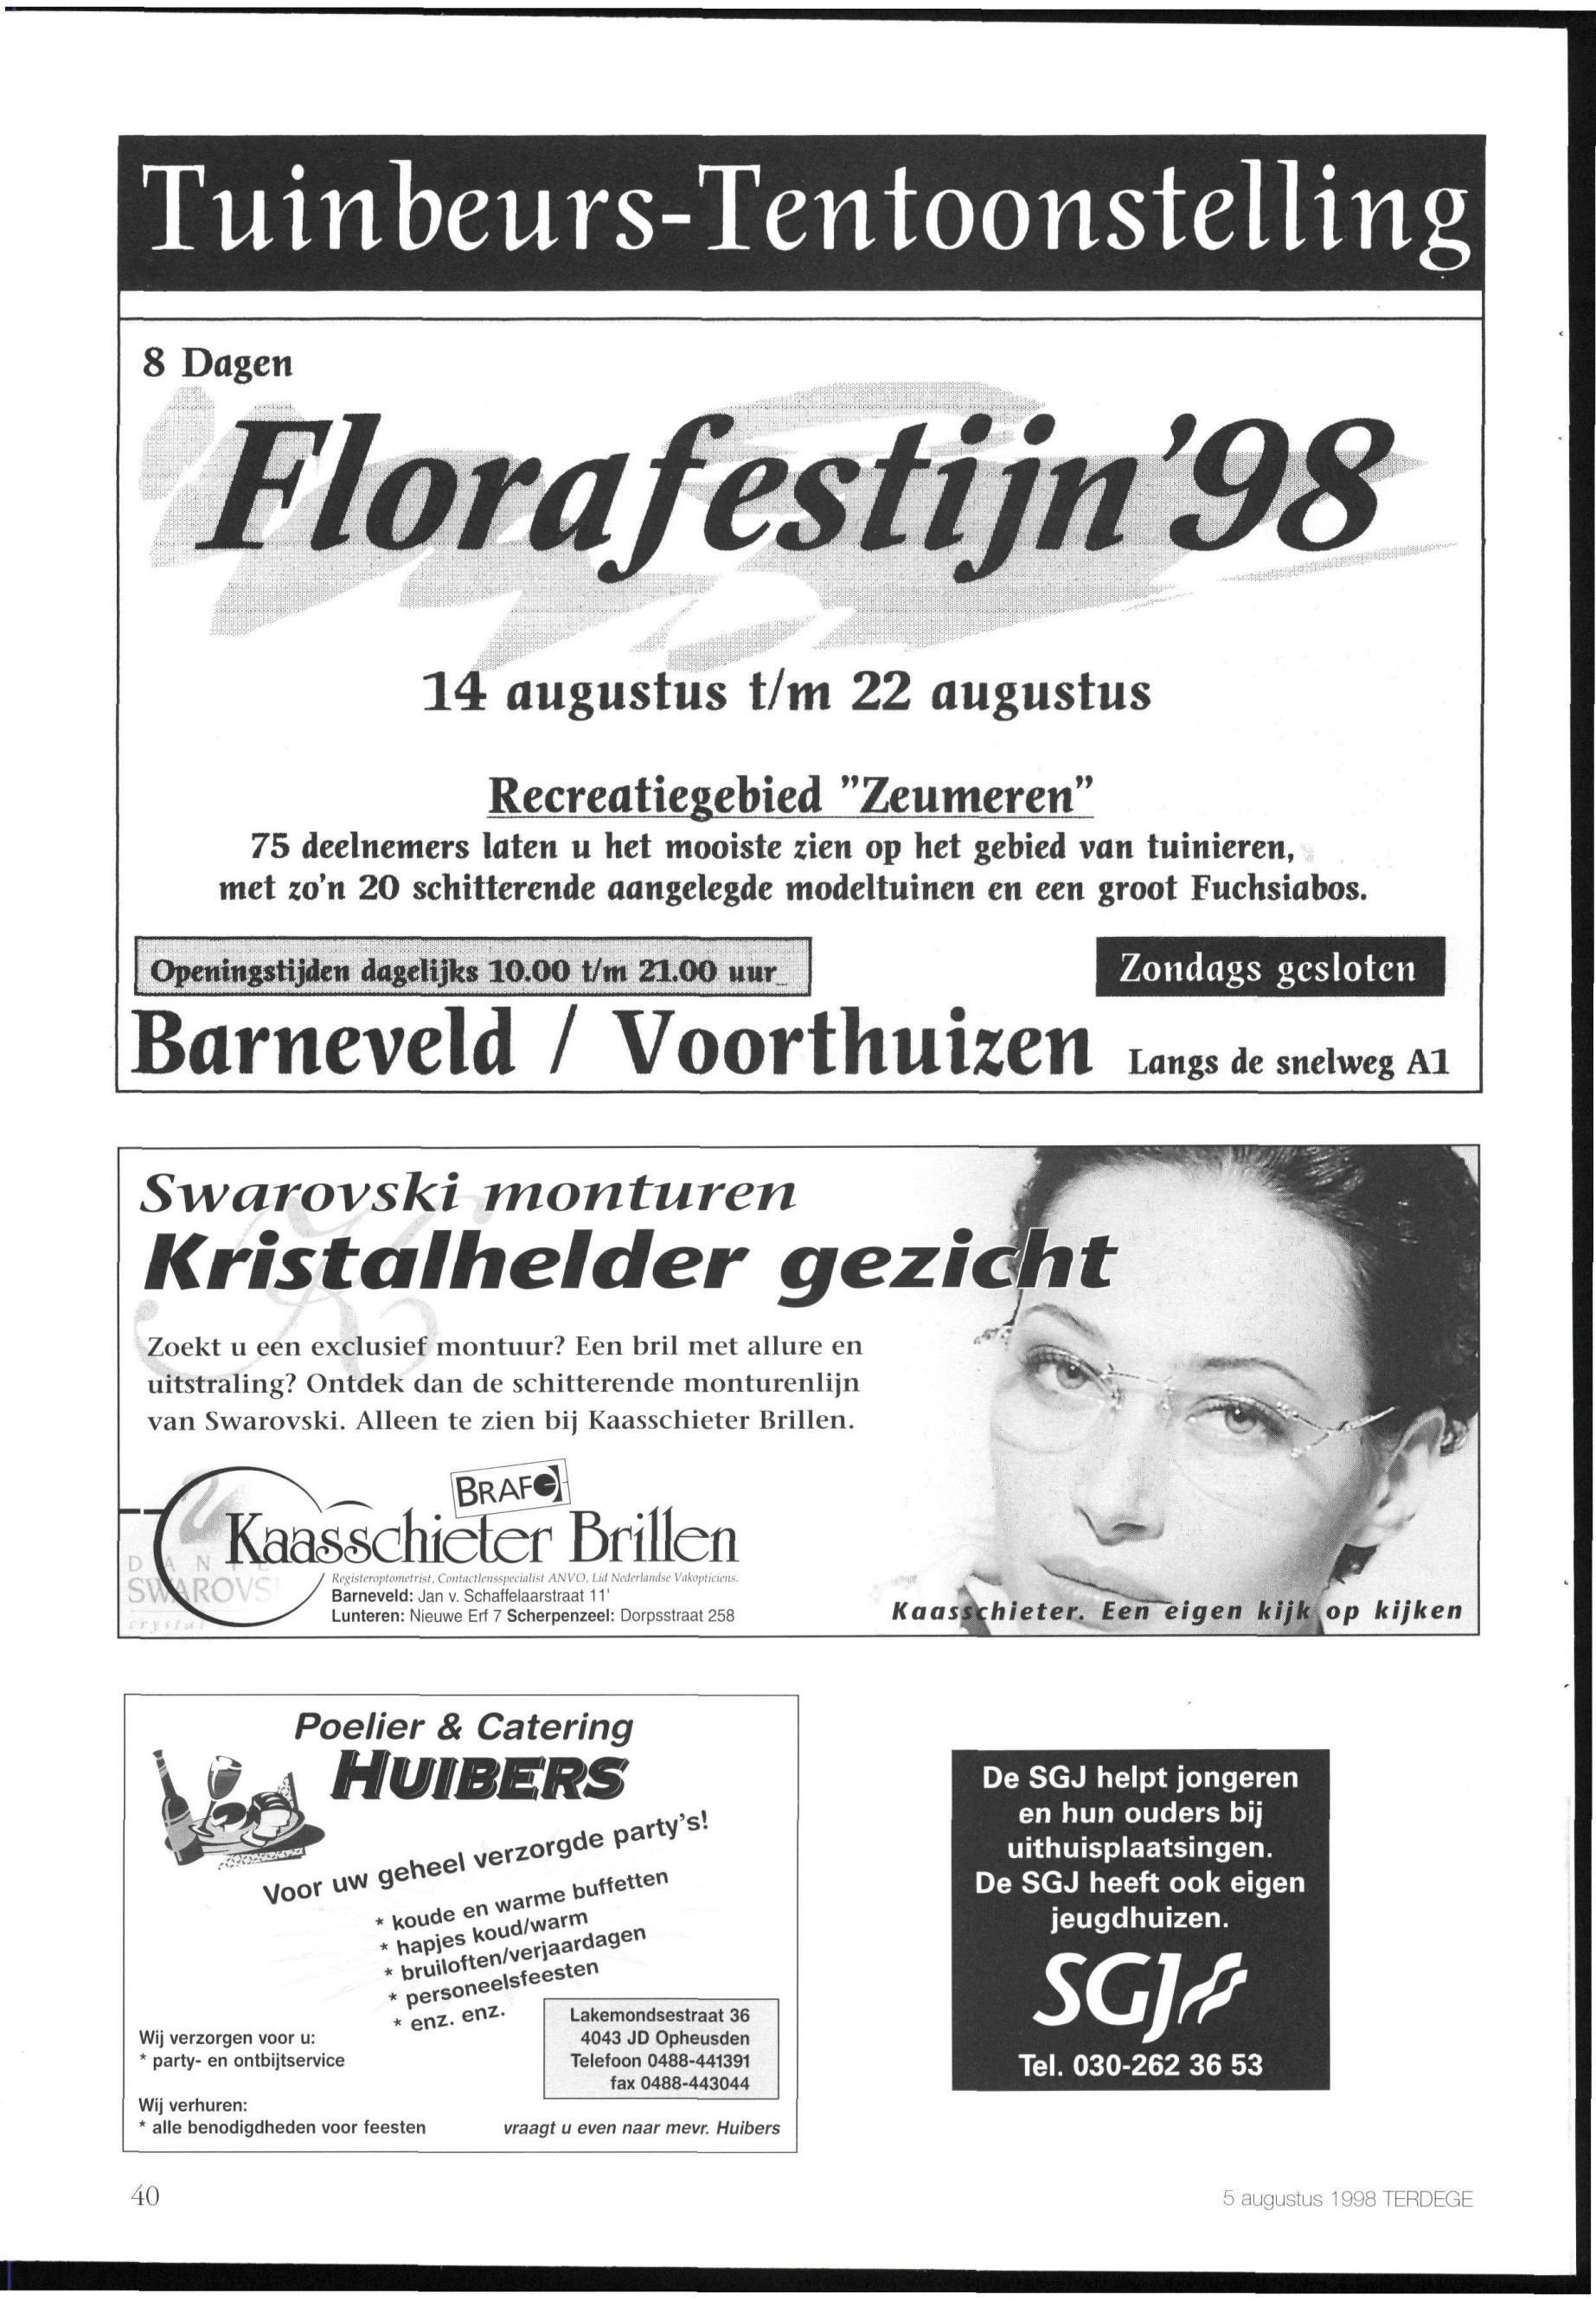 Tuinbeurs-Tentoonstelling
8 Dagen
Florafestijn'98
14 augustus t/m 22 augustus
Recreatiegebied "Zeumeren"
75 deelnemers laten u het mooiste zien op het gebied van tuinieren,
met zo'n 20 schitterende aangelegde modeltuinen en een groot Fuchsiabos.
Openingstijden dagelijks 10.00 t/m 21.00 uur
Zondags gesloten
Barneveld / Voorthuizen Langs de snelweg A1
Swarovski monturen
Kristalhelder gezicht
Zoekt u een exclusief montuur? Een bril met allure en
uitstraling? Ontdek dan de schitterende monturenlijn
van Swarovski. Alleen te zien bij Kaasschieter Brillen.
BRAFO
Kaasschieter Brillen
Registeroptometrist, Contactlensspecialist ANVO, Lid Nederlandse Vakopticiens.
Barneveld: Jan v. Schaffelaarstraat 11'
Lunteren: Nieuwe Erf 7 Scherpenzeel: Dorpsstraat 258
SWAROVS
crystal
Kaasschieter. Een eigen kijk op kijken
Poelier & Catering
HUIBERS
Voor uw geheel verzorgde party's!
* koude en warme buffetten
* hapjes koud/warm
* bruiloften/verjaardagen
* personeelsfeesten
* enz. enz.
Wij verzorgen voor u:
* party- en ontbijtservice
Wij verhuren:
* alle benodigdheden voor feesten
Lakemondsestraat 36
4043 JD Opheusden
Telefoon 0488-441391
fax 0488-443044
vraagt u even naar mevr. Huibers
De SGJ helpt jongeren
en hun ouders bij
uithuisplaatsingen.
De SGJ heeft ook eigen
jeugdhuizen.
SGJ
Tel. 030-262 36 53
40
5 augustus 1998 TERDEGE